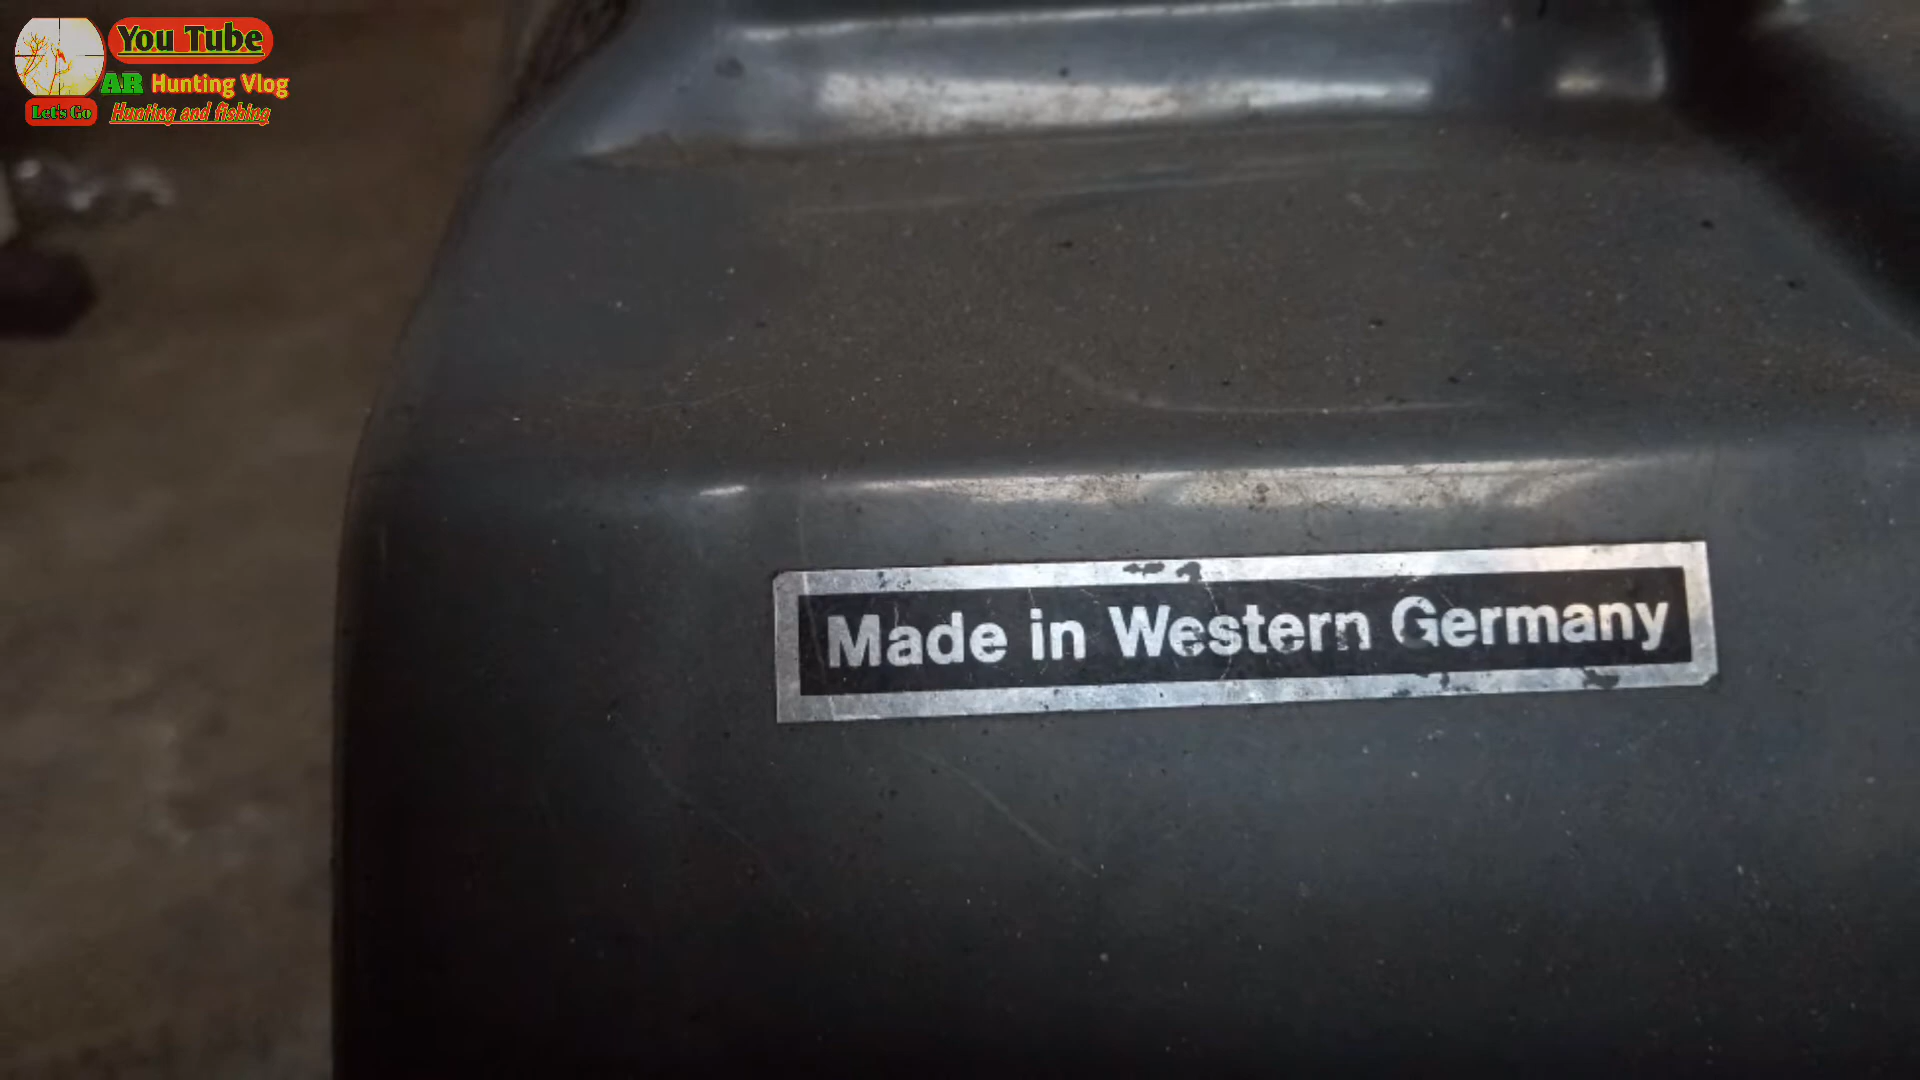 You Tube
AR Hunting Vlog
Let's Go
Hunting and fishing
Made in Western Germany